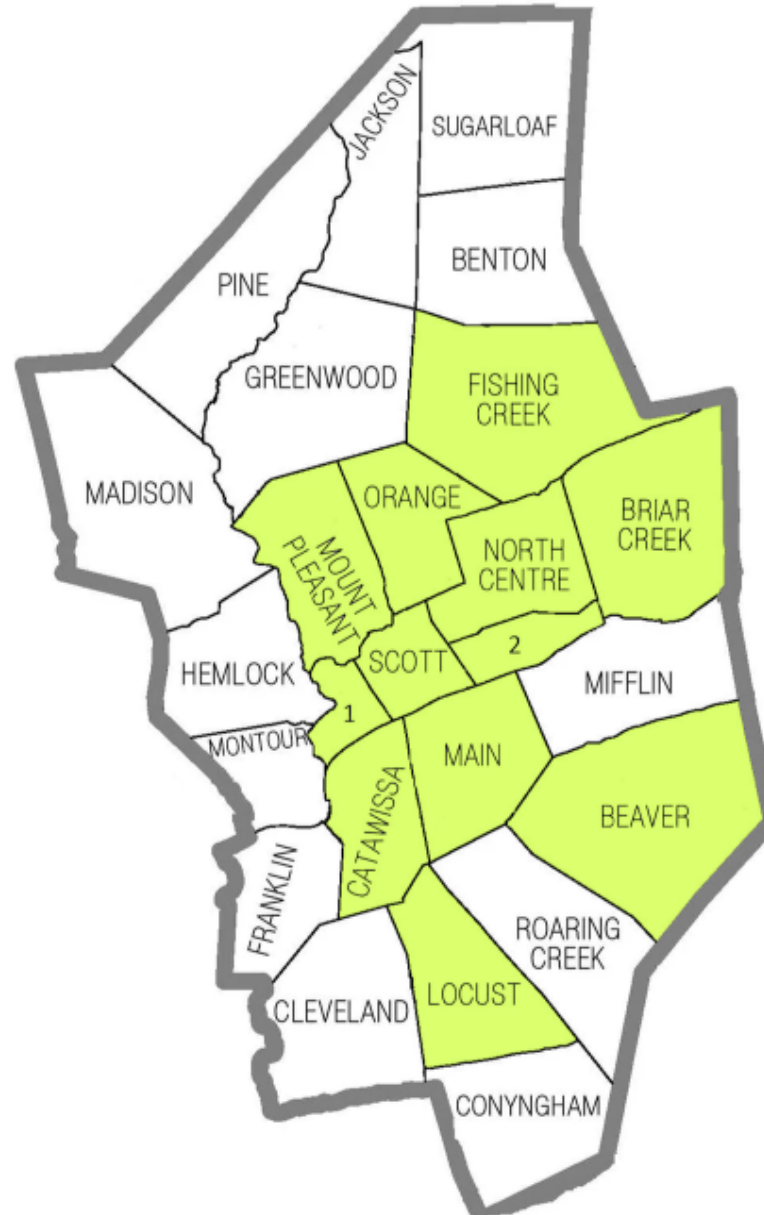 JACKSON
SUGARLOAF
BENTON
PINE
GREENWOOD
FISHING
CREEK
MADISON
ORANGE
BRIAR
CREEK
MOUNT
PLEASANT
NORTH
CENTRE
HEMLOCK
SCOTT
2
MIFFLIN
1
MONTOUR
MAIN
CATAWISSA
BEAVER
FRANKLIN
ROARING
CREEK
LOCUST
CLEVELAND
CONYNGHAM